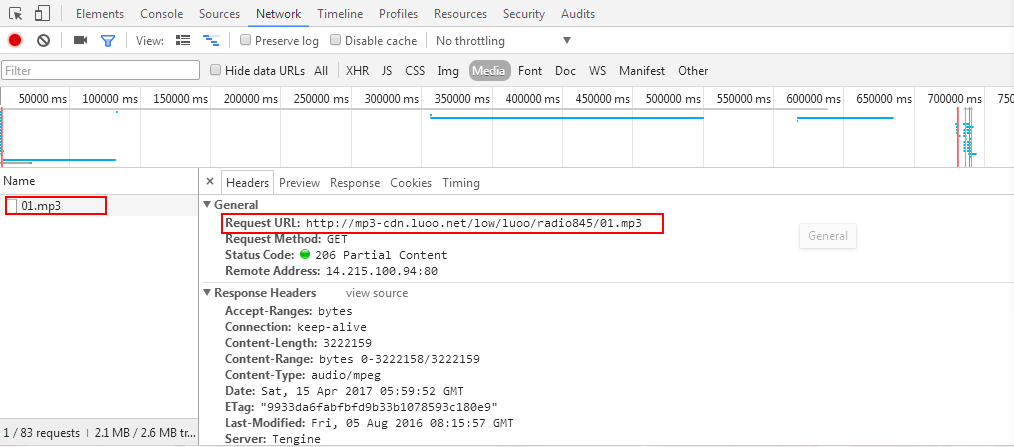 Elements Console Sources Network Timeline Profiles Resources Security Audits
View: Preserve log Disable cache No throttling
Filter Hide data URLs All XHR JS CSS Img Media Font Doc WS Manifest Other
50000 ms 100000 ms 150000 ms 200000 ms 250000 ms 300000 ms 350000 ms 400000 ms 450000 ms 500000 ms 550000 ms 600000 ms 650000 ms 700000 ms 750
Name
× Headers Preview Response Cookies Timing
01.mp3
General
Request URL: http://mp3-cdn.luoo.net/low/luoo/radio845/01.mp3
Request Method: GET
General
Status Code: 206 Partial Content
Remote Address: 14.215.100.94:80
Response Headers view source
Accept-Ranges: bytes
Connection: keep-alive
Content-Length: 3222159
Content-Range: bytes 0-3222158/3222159
Content-Type: audio/mpeg
Date: Sat, 15 Apr 2017 05:59:52 GMT
ETag: "9933da6fabfbfd9b33b1078593c180e9"
Last-Modified: Fri, 05 Aug 2016 08:15:57 GMT
Server: Tengine
1 / 83 requests | 2.1 MB / 2.6 MB tr...